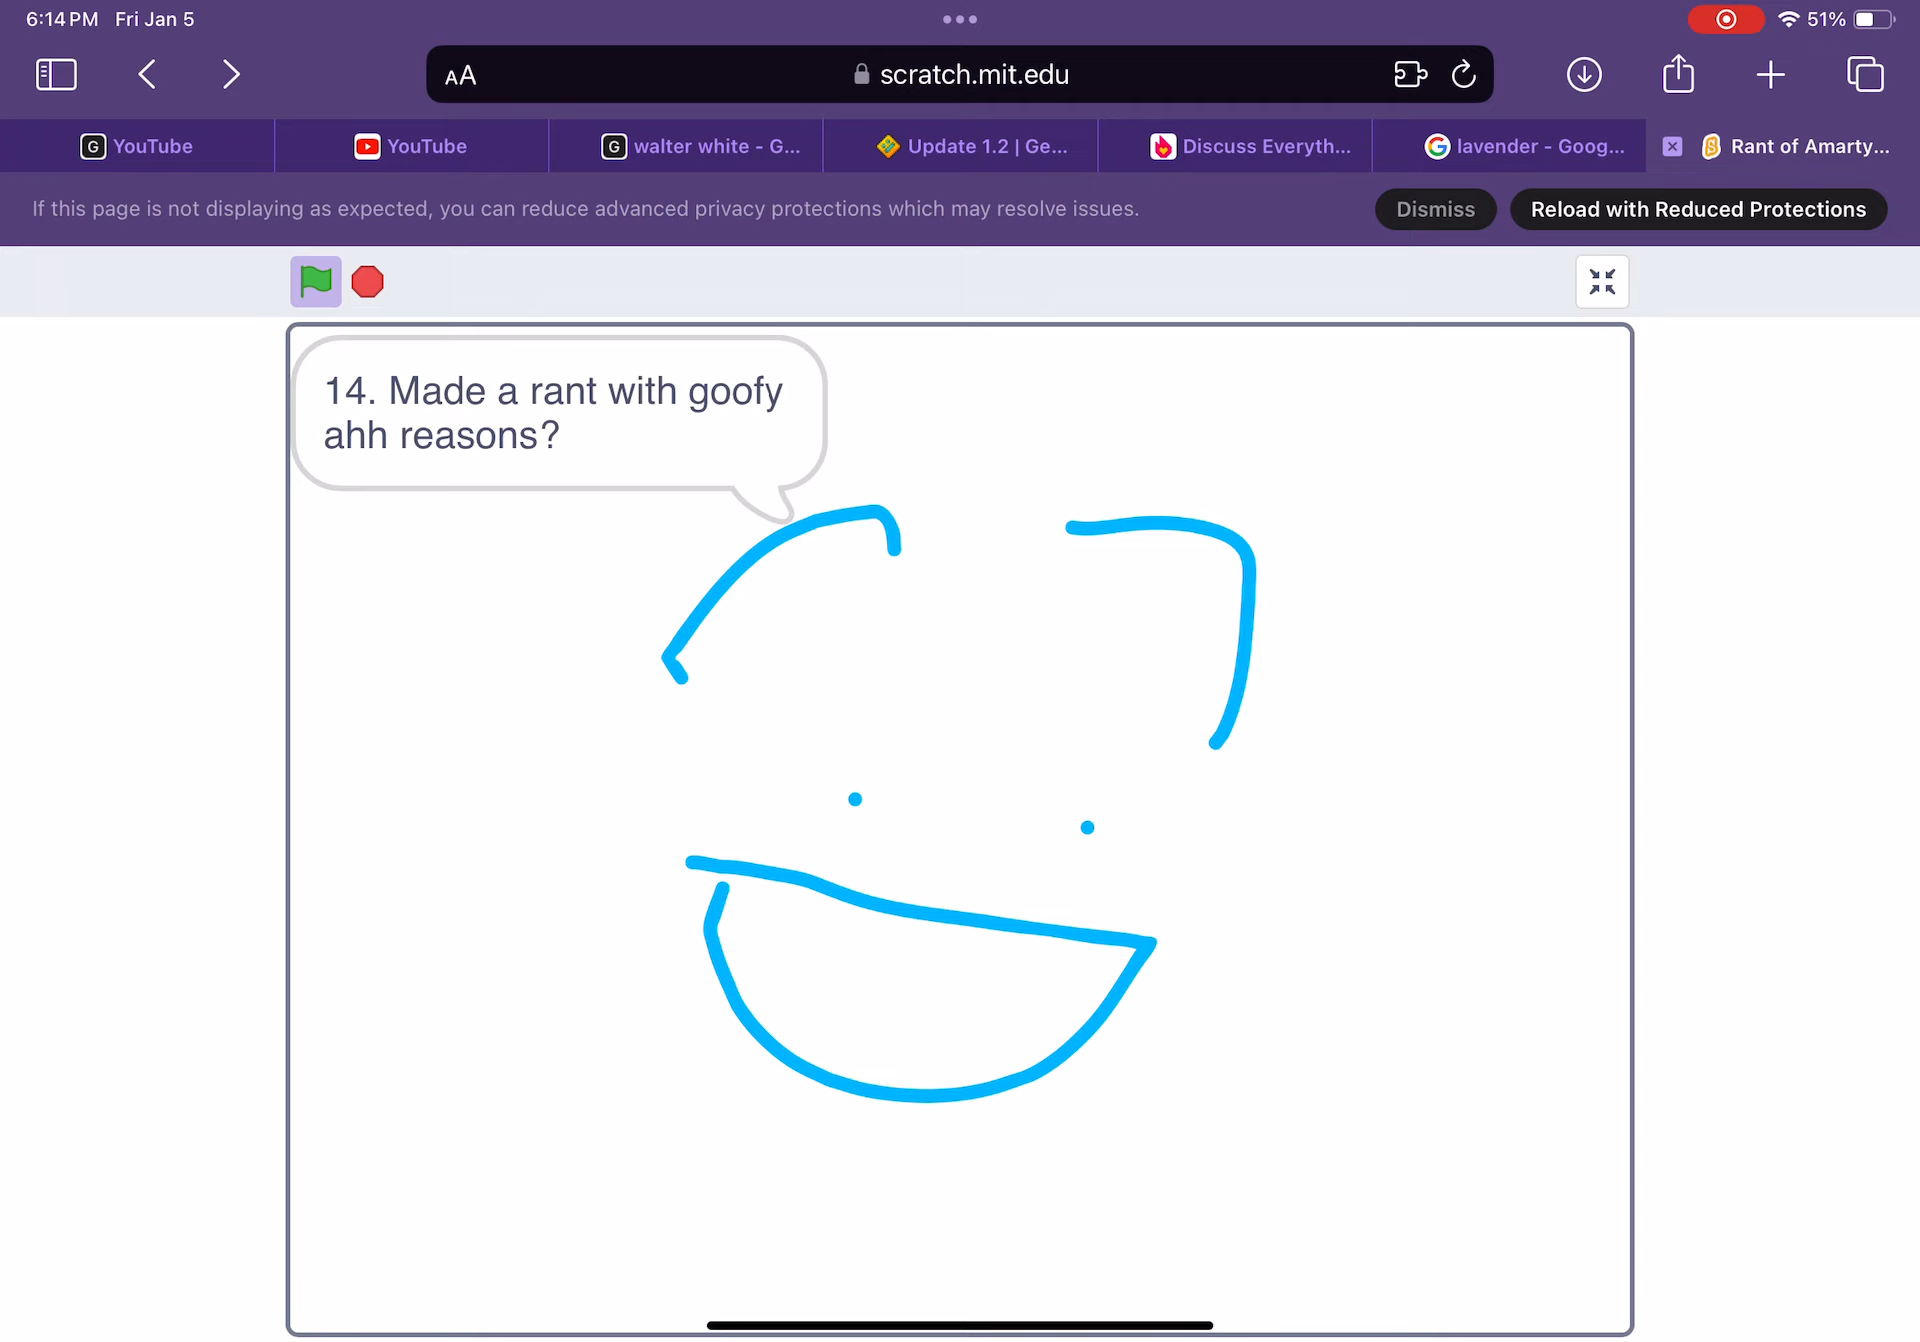 6:14 PM Fri Jan 5
51%
AA
scratch.mit.edu
YouTube
YouTube
walter white - G...
Update 1.2 | Ge...
Discuss Everyth...
lavender - Goog...
Rant of Amarty...
If this page is not displaying as expected, you can reduce advanced privacy protections which may resolve issues.
Dismiss
Reload with Reduced Protections
14. Made a rant with goofy
ahh reasons?